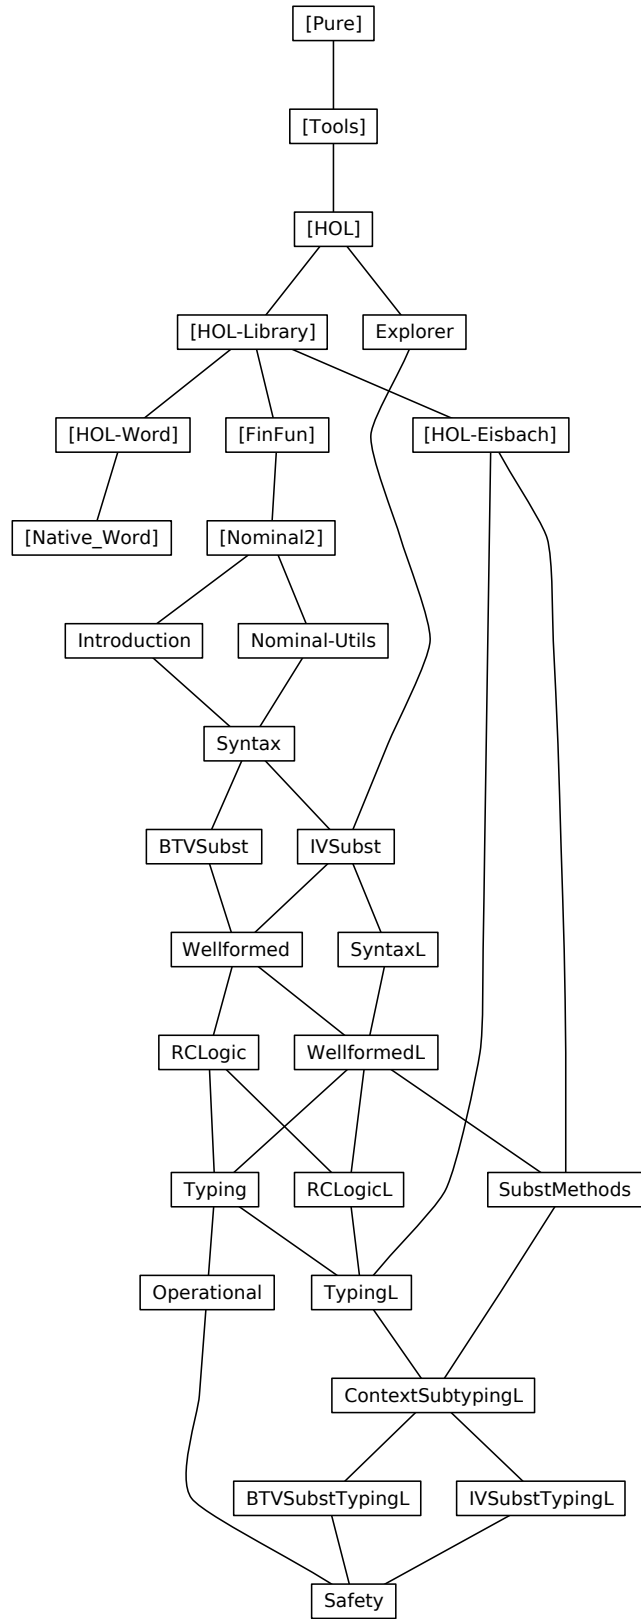 [Pure]
[Tools]
[HOL]
[HOL-Library]
Explorer
[HOL-Word]
[FinFun]
[HOL-Eisbach]
[Native_Word]
[Nominal2]
Introduction
Nominal-Utils
Syntax
BTVSubst
IVSubst
Wellformed
SyntaxL
RCLogic
WellformedL
Typing
RCLogicL
SubstMethods
Operational
TypingL
ContextSubtypingL
BTVSubstTypingL
IVSubstTypingL
Safety